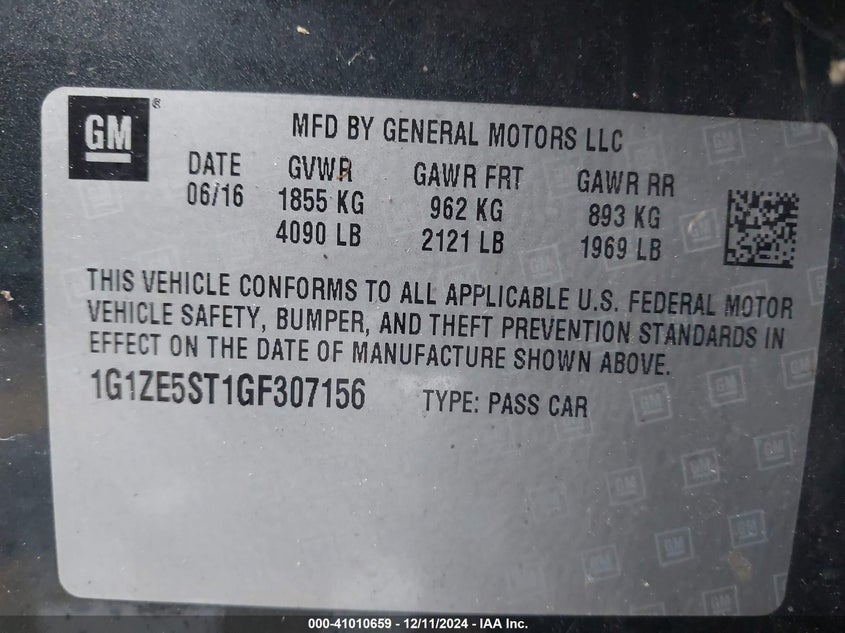 GM
®
MFD BY GENERAL MOTORS LLC
DATE GVWR GAWR FRT GAWR RR
06/16 1855 KG 962 KG 893 KG
4090 LB 2121 LB 1969 LB
THIS VEHICLE CONFORMS TO ALL APPLICABLE U.S. FEDERAL MOTOR
VEHICLE SAFETY, BUMPER, AND THEFT PREVENTION STANDARDS IN
EFFECT ON THE DATE OF MANUFACTURE SHOWN ABOVE.
1G1ZE5ST1GF307156 TYPE: PASS CAR
000-41010659 - 12/11/2024 - IAA Inc.